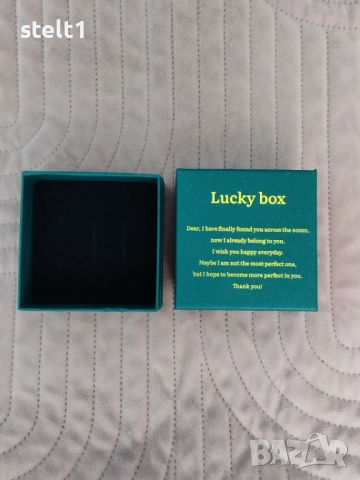 stelt1
Lucky box
Dear, I have finally found you across the ocean,
now I already belong to you.
I wish you happy everyday.
Maybe I am not the most perfect one,
but I hope to become more perfect in you.
Thank you!
BAZAR